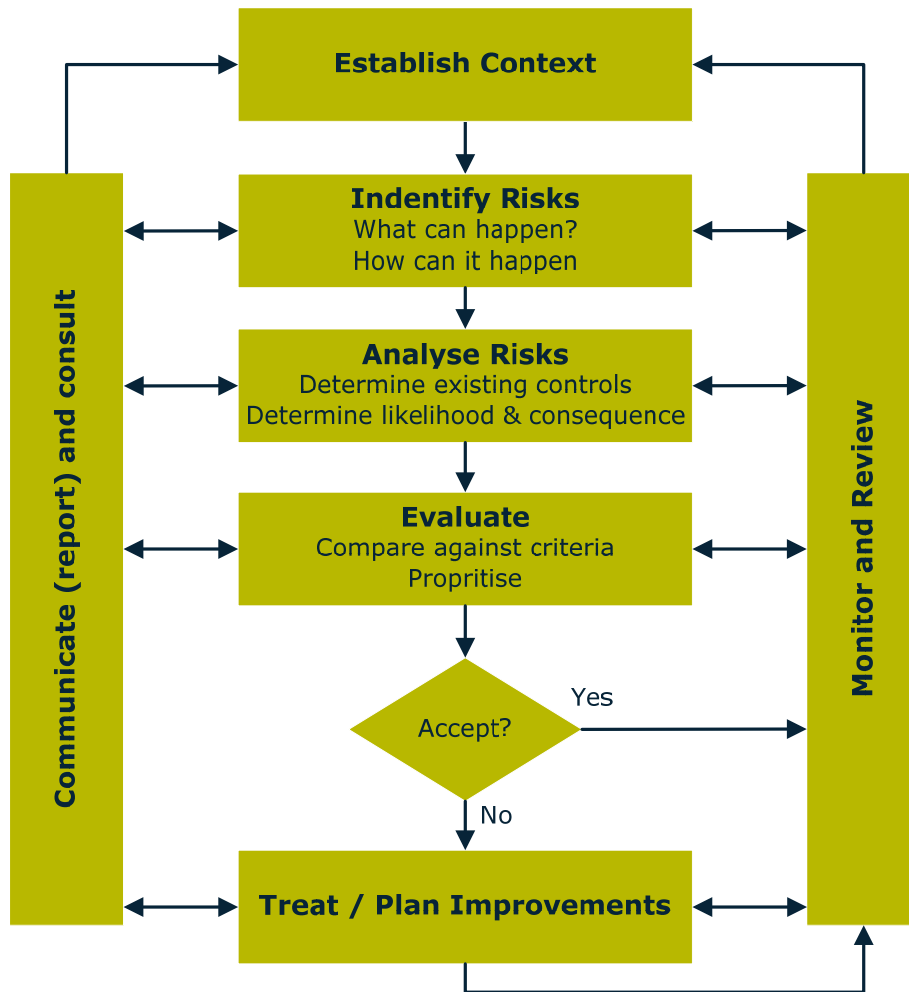 Establish Context
Indentify Risks
What can happen?
How can it happen
Analyse Risks
Determine existing controls
Determine likelihood & consequence
Evaluate
Compare against criteria
Propritise
Accept?
Yes
No
Treat / Plan Improvements
Communicate (report) and consult
Monitor and Review